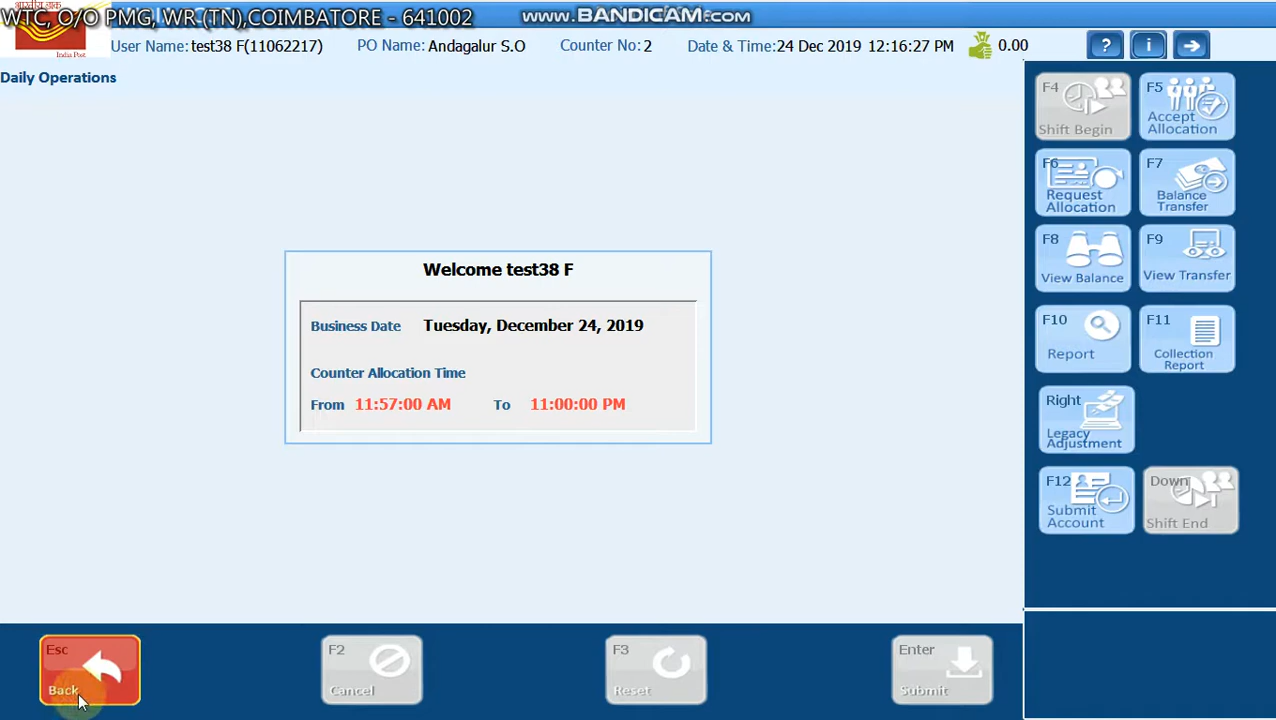 WTC, O/O PMG, WR (TN),COIMBATORE - 641002
www.BANDICAM.com
भारतीय डाक
India Post
User Name: test38 F(11062217)
PO Name: Andagalur S.O
Counter No: 2
Date & Time: 24 Dec 2019 12:16:27 PM
0.00
?
i
Daily Operations
F4
Shift Begin
F5
Accept
Allocation
F6
Request
Allocation
F7
Balance
Transfer
F8
View Balance
F9
View Transfer
F10
Report
F11
Collection
Report
Right
Legacy
Adjustment
F12
Submit
Account
Down
Shift End
Welcome test38 F
Business Date Tuesday, December 24, 2019
Counter Allocation Time
From 11:57:00 AM To 11:00:00 PM
Esc
Back
F2
Cancel
F3
Reset
Enter
Submit